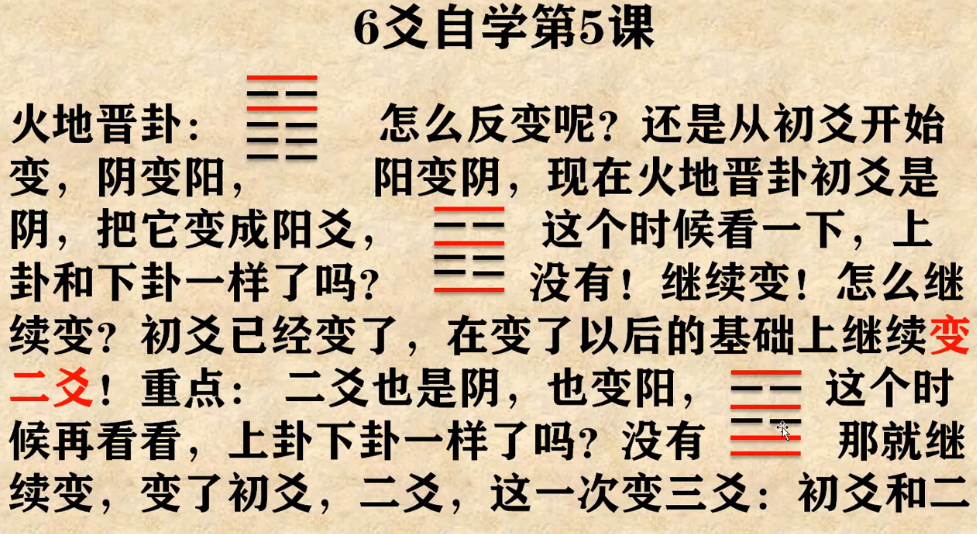 6爻自学第5课
火地晋卦： 怎么反变呢？还是从初爻开始
变，阴变阳， 阳变阴，现在火地晋卦初爻是
阴，把它变成阳爻， 这个时候看一下，上
卦和下卦一样了吗？ 没有！继续变！怎么继
续变？初爻已经变了，在变了以后的基础上继续变
二爻！重点： 二爻也是阴，也变阳， 这个时
候再看看，上卦下卦一样了吗？没有 那就继
续变，变了初爻，二爻，这一次变三爻：初爻和二